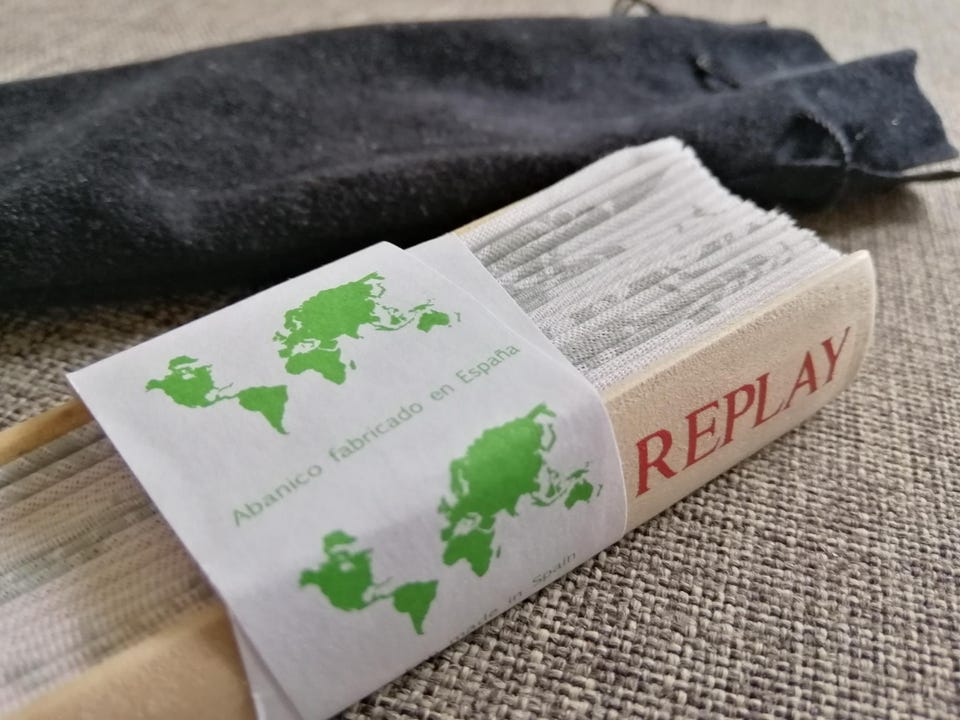 Abanico fabricado en España
made in Spain
REPLAY